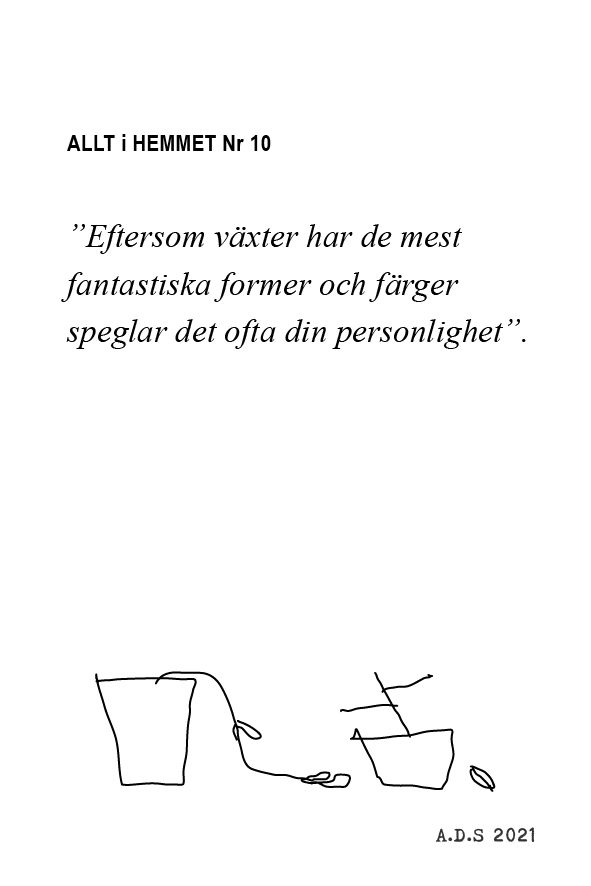 ALLT i HEMMET Nr 10
”Eftersom växter har de mest
fantastiska former och färger
speglar det ofta din personlighet”.
A.D.S 2021